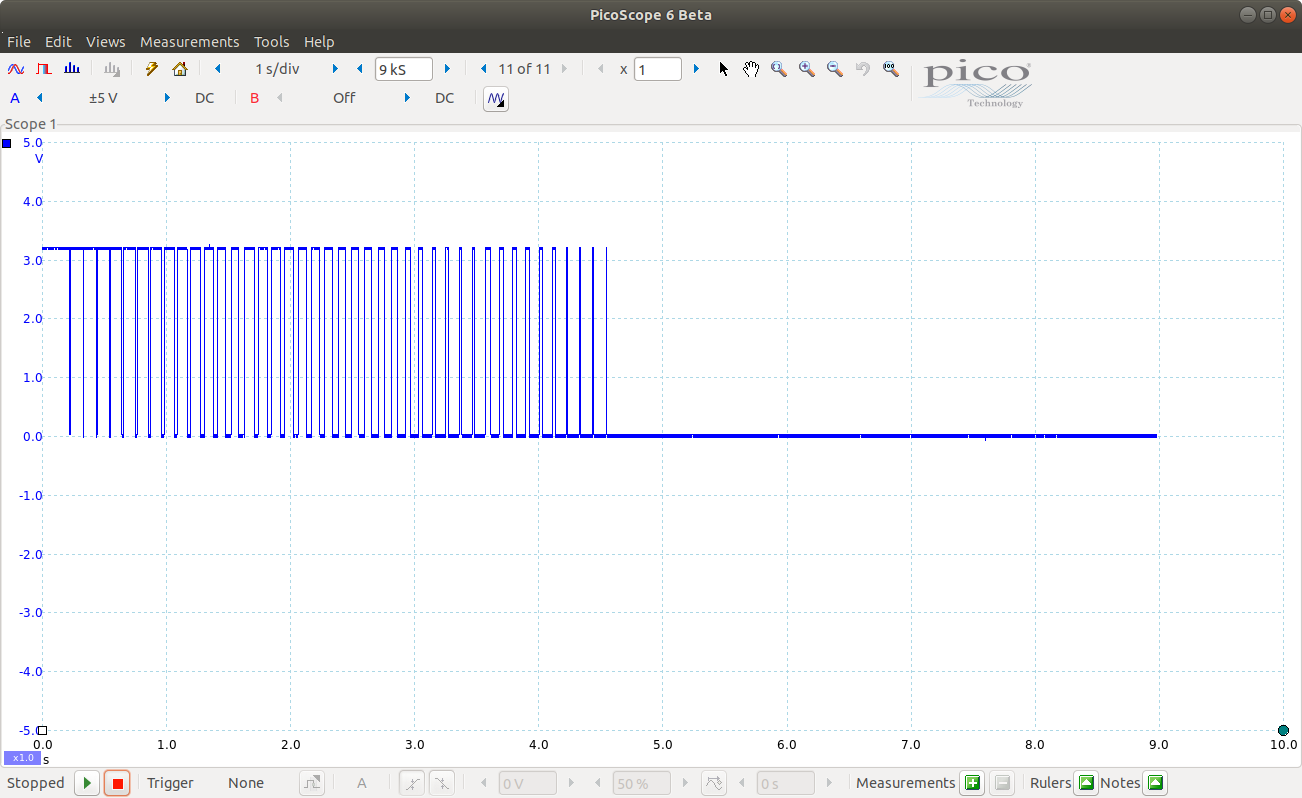 PicoScope 6 Beta
File Edit Views Measurements Tools Help
1 s/div 9 kS 11 of 11 x 1
pico
Technology
A ±5 V DC B Off DC
Scope 1
5.0
V
4.0
3.0
2.0
1.0
0.0
-1.0
-2.0
-3.0
-4.0
-5.0
0.0 1.0 2.0 3.0 4.0 5.0 6.0 7.0 8.0 9.0 10.0
x1.0 s
Stopped Trigger None A 0 V 50 % 0 s Measurements Rulers Notes